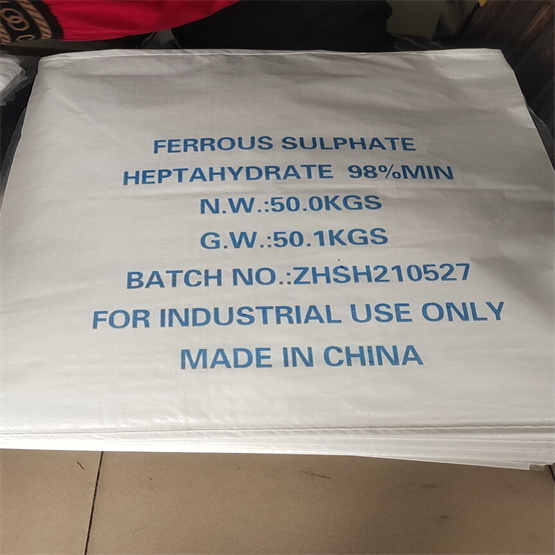 FERROUS SULPHATE
HEPTAHYDRATE 98%MIN
N.W.:50.0KGS
G.W.:50.1KGS
BATCH NO.:ZHSH210527
FOR INDUSTRIAL USE ONLY
MADE IN CHINA